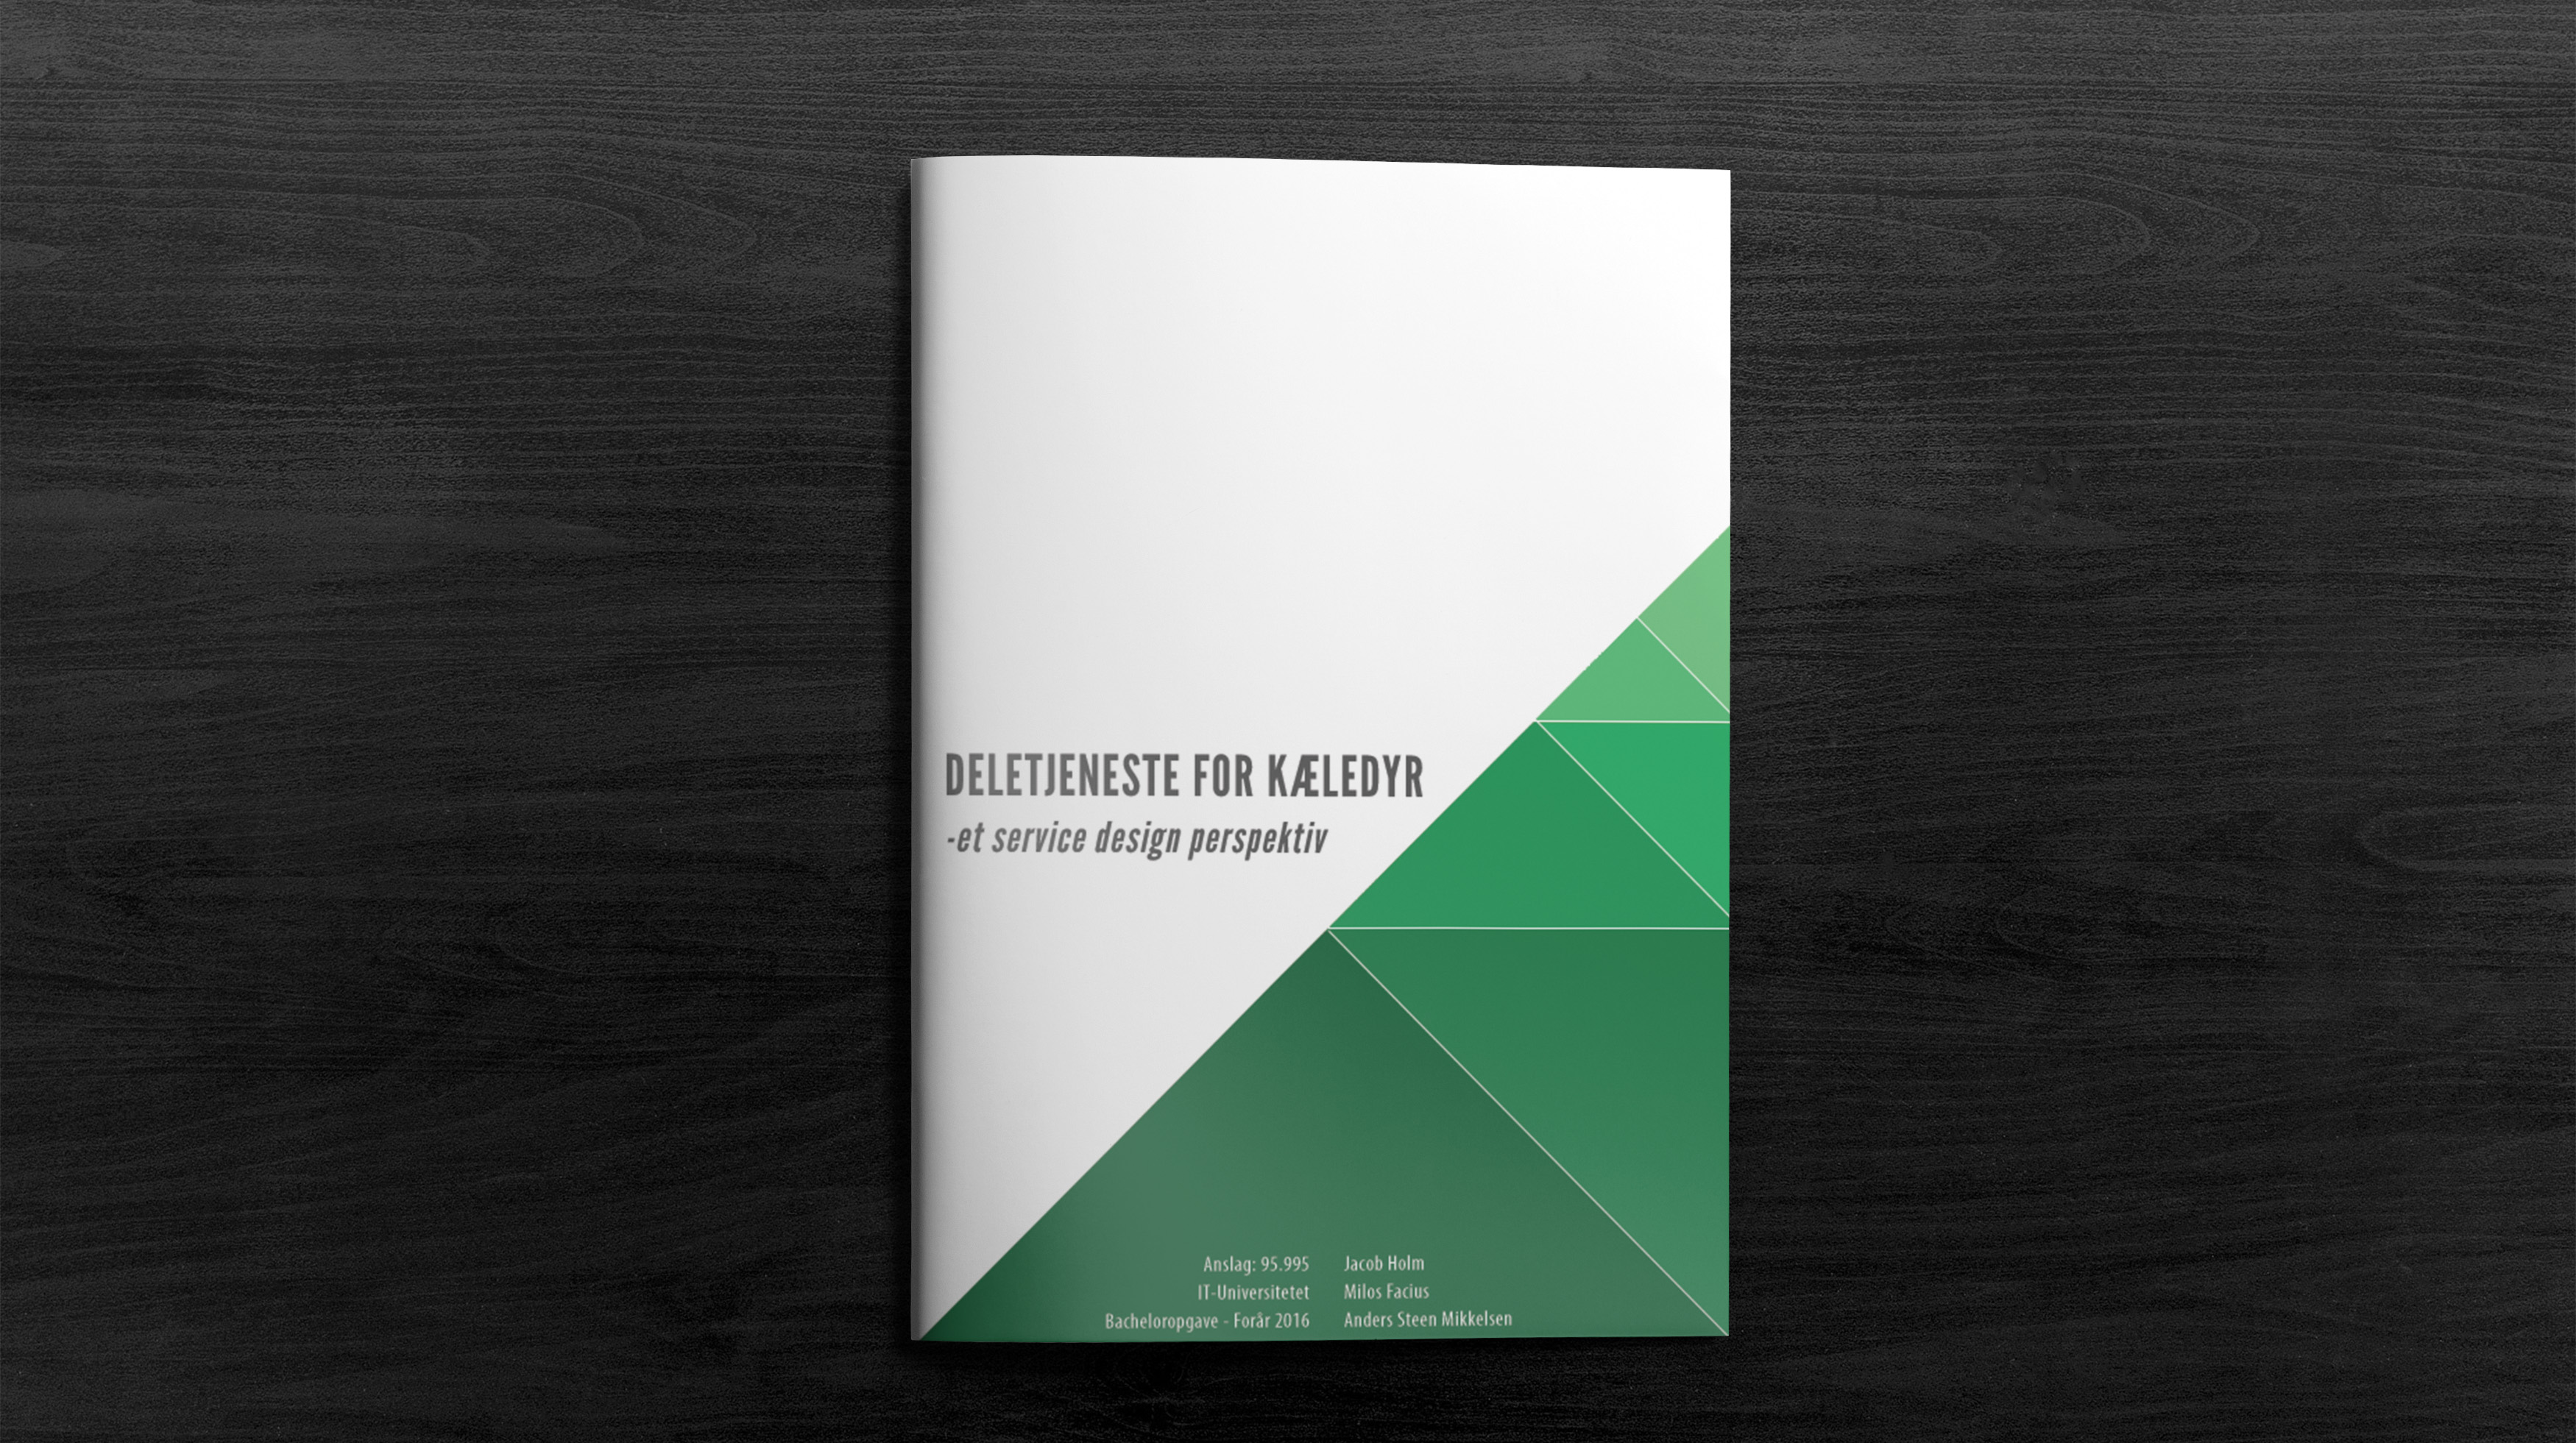 DELETJENESTE FOR KÆLEDYR
-et service design perspektiv
Anslag: 95.995
IT-Universitetet
Bacheloropgave - Forår 2016
Jacob Holm
Milos Facius
Anders Steen Mikkelsen